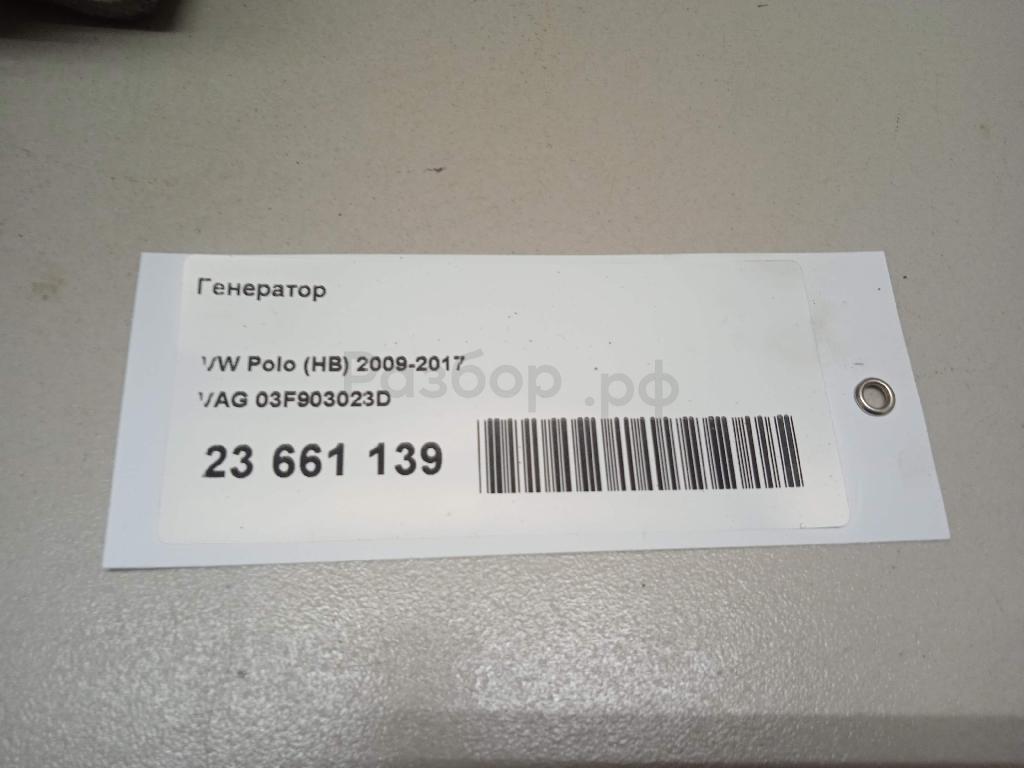 Генератор
VW Polo (HB) 2009-2017
Разбор.рф
VAG 03F903023D
23 661 139